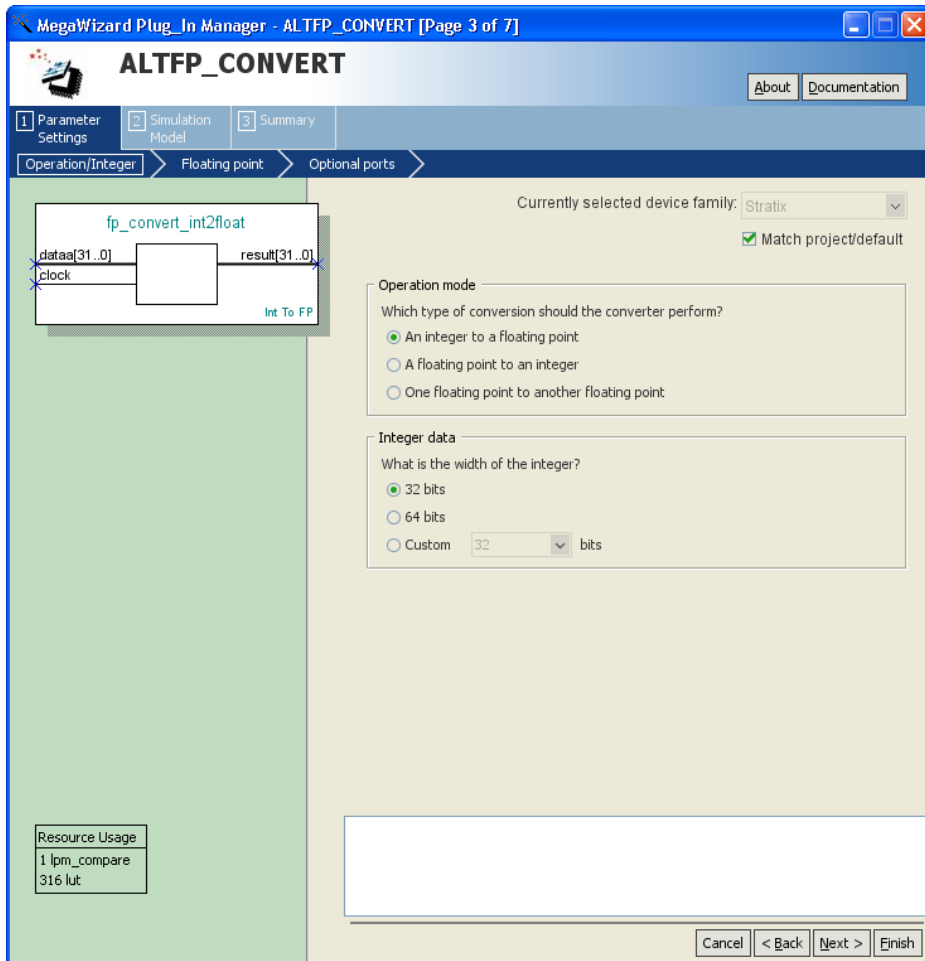 MegaWizard Plug_In Manager - ALTFP_CONVERT [Page 3 of 7]
ALTFP_CONVERT
About
Documentation
1 Parameter Settings
2 Simulation Model
3 Summary
Operation/Integer
Floating point
Optional ports
Currently selected device family: Stratix
Match project/default
fp_convert_int2float
dataa[31..0]
result[31..0]
clock
Int To FP
Operation mode
Which type of conversion should the converter perform?
An integer to a floating point
A floating point to an integer
One floating point to another floating point
Integer data
What is the width of the integer?
32 bits
64 bits
Custom 32 bits
Resource Usage
1 lpm_compare
316 lut
Cancel
< Back
Next >
Finish